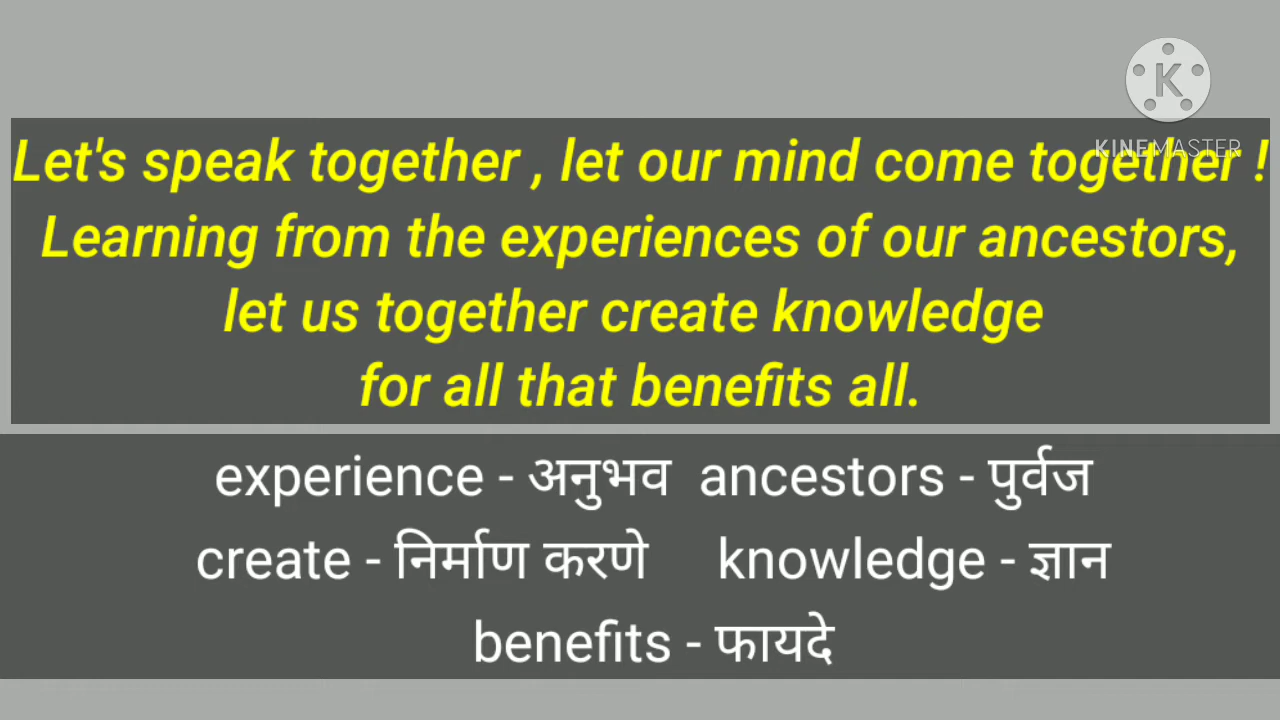 K
KINEMASTER
Let's speak together , let our mind come together !
Learning from the experiences of our ancestors,
let us together create knowledge
for all that benefits all.
experience - अनुभव  ancestors - पुर्वज
create - निर्माण करणे  knowledge - ज्ञान
benefits - फायदे